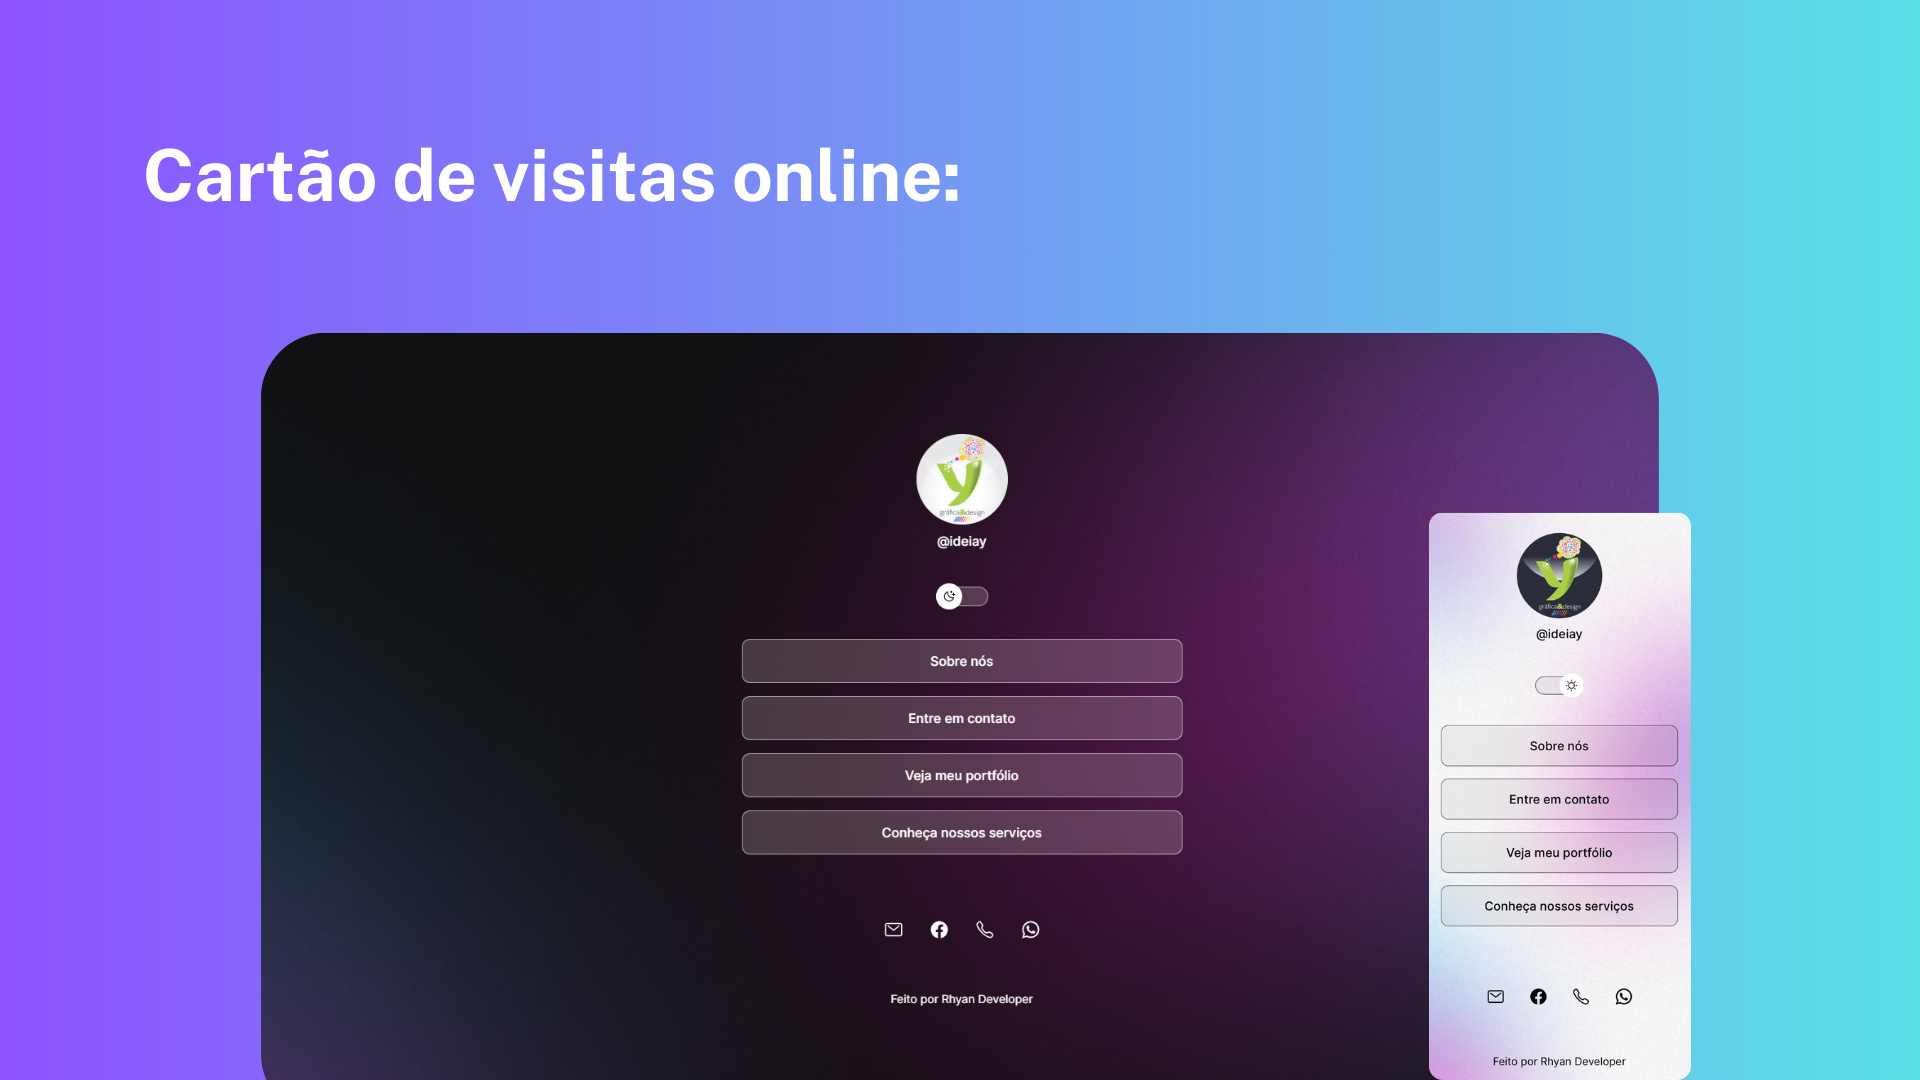 Cartão de visitas online:
y
gráfica&design
@ideiay
Sobre nós
Entre em contato
Veja meu portfólio
Conheça nossos serviços
Feito por Rhyan Developer
y
gráfica&design
@ideiay
Sobre nós
Entre em contato
Veja meu portfólio
Conheça nossos serviços
Feito por Rhyan Developer